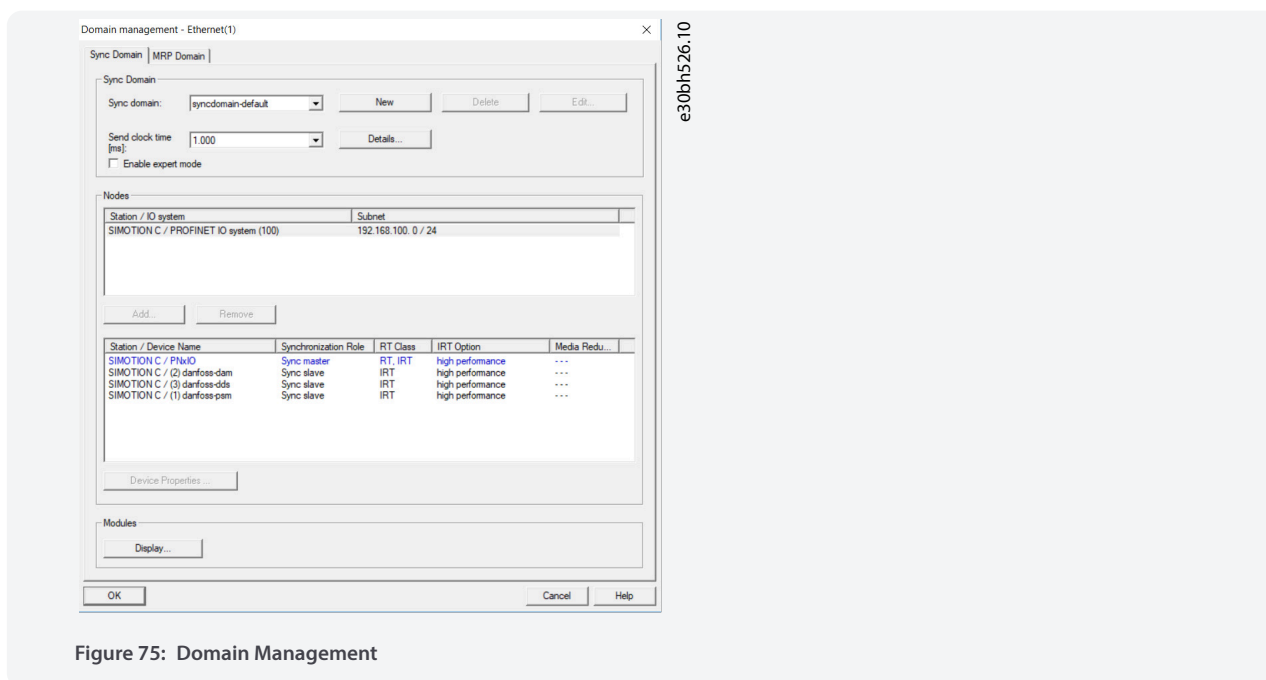 Domain management - Ethernet(1)
Sync Domain MRP Domain
Sync Domain
Sync domain: syncdomain-default New Delete Edit...
Send clock time [ms]: 1.000 Details...
Enable expert mode
Nodes
Station / IO system Subnet
SIMOTION C / PROFINET IO system (100) 192.168.100. 0 / 24
Add... Remove
Station / Device Name Synchronization Role RT Class IRT Option Media Redu...
SIMOTION C / PNxIO Sync master RT, IRT high perfomance ---
SIMOTION C / (2) danfoss-dam Sync slave IRT high perfomance ---
SIMOTION C / (3) danfoss-dds Sync slave IRT high perfomance ---
SIMOTION C / (1) danfoss-psm Sync slave IRT high perfomance ---
Device Properties ...
Modules
Display...
OK Cancel Help
e30bh526.10
Figure 75: Domain Management